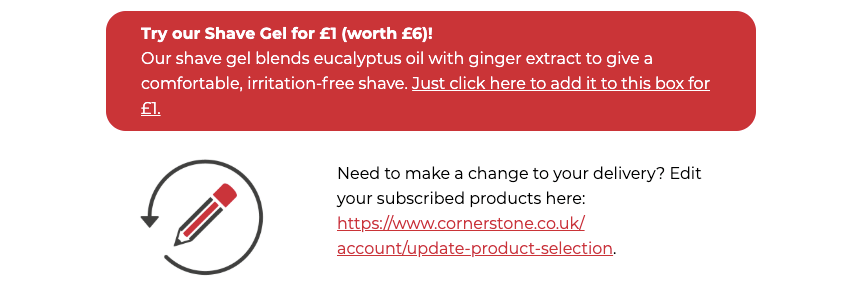 Try our Shave Gel for £1 (worth £6)!
Our shave gel blends eucalyptus oil with ginger extract to give a
comfortable, irritation-free shave. Just click here to add it to this box for
£1.
Need to make a change to your delivery? Edit
your subscribed products here:
https://www.cornerstone.co.uk/
account/update-product-selection.